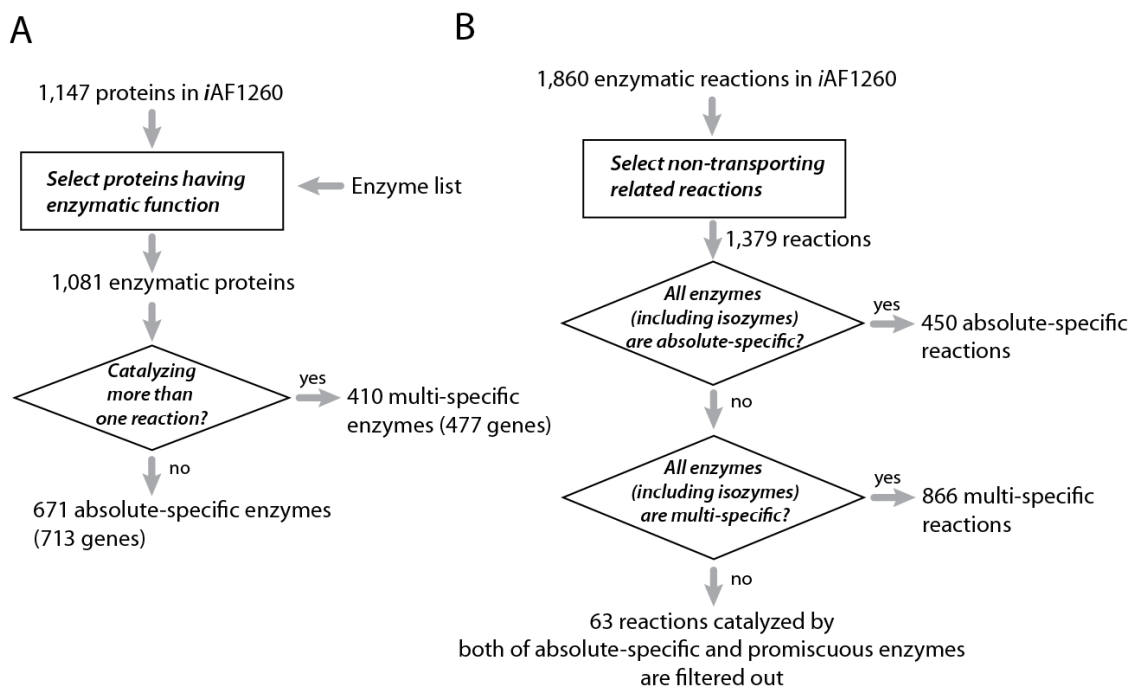 A
1,147 proteins in iAF1260
Select proteins having
enzymatic function
Enzyme list
1,081 enzymatic proteins
Catalyzing
more than
one reaction?
yes
410 multi-specific
enzymes (477 genes)
no
671 absolute-specific enzymes
(713 genes)
B
1,860 enzymatic reactions in iAF1260
Select non-transporting
related reactions
1,379 reactions
All enzymes
(including isozymes)
are absolute-specific?
yes
450 absolute-specific
reactions
no
All enzymes
(including isozymes)
are multi-specific?
yes
866 multi-specific
reactions
no
63 reactions catalyzed by
both of absolute-specific and promiscuous enzymes
are filtered out